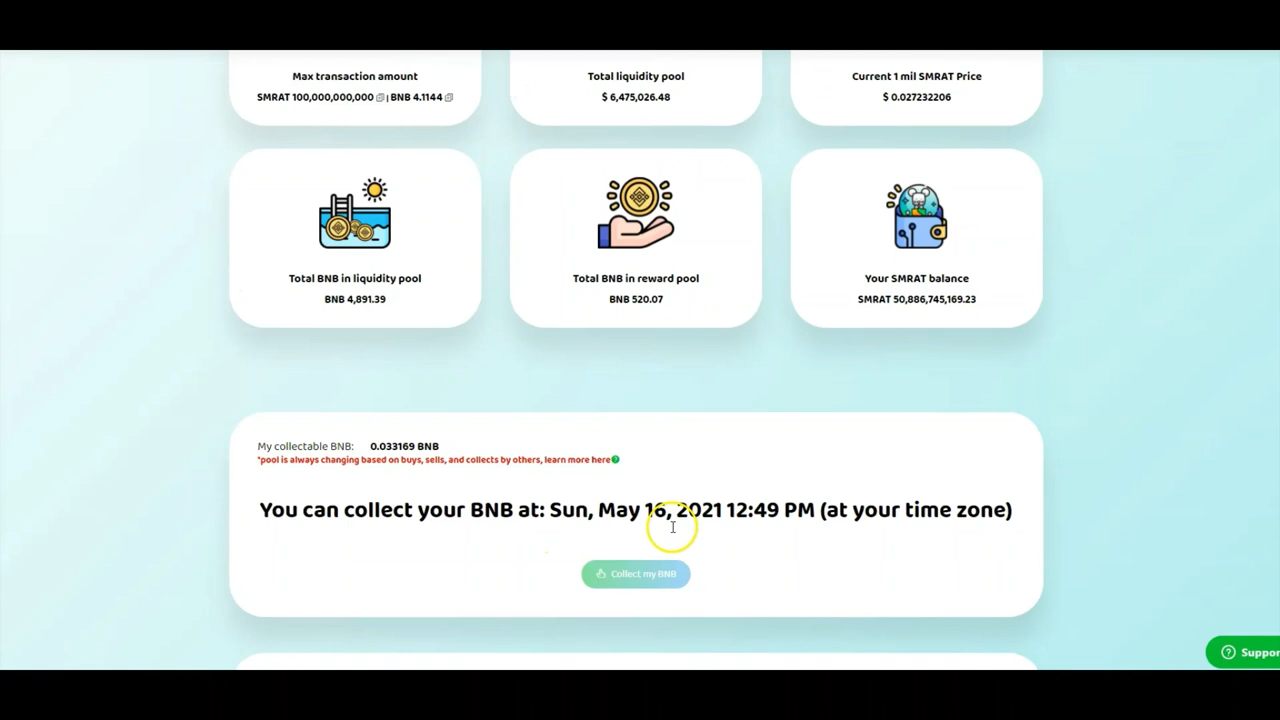 Max transaction amount
SMRAT 100,000,000,000 | BNB 4.1144
Total liquidity pool
$ 6,475,026.48
Current 1 mil SMRAT Price
$ 0.027232206
Total BNB in liquidity pool
BNB 4,891.39
Total BNB in reward pool
BNB 520.07
Your SMRAT balance
SMRAT 50,886,745,169.23
My collectable BNB: 0.033169 BNB
*pool is always changing based on buys, sells, and collects by others, learn more here
You can collect your BNB at: Sun, May 16, 2021 12:49 PM (at your time zone)
Collect my BNB
Suppor